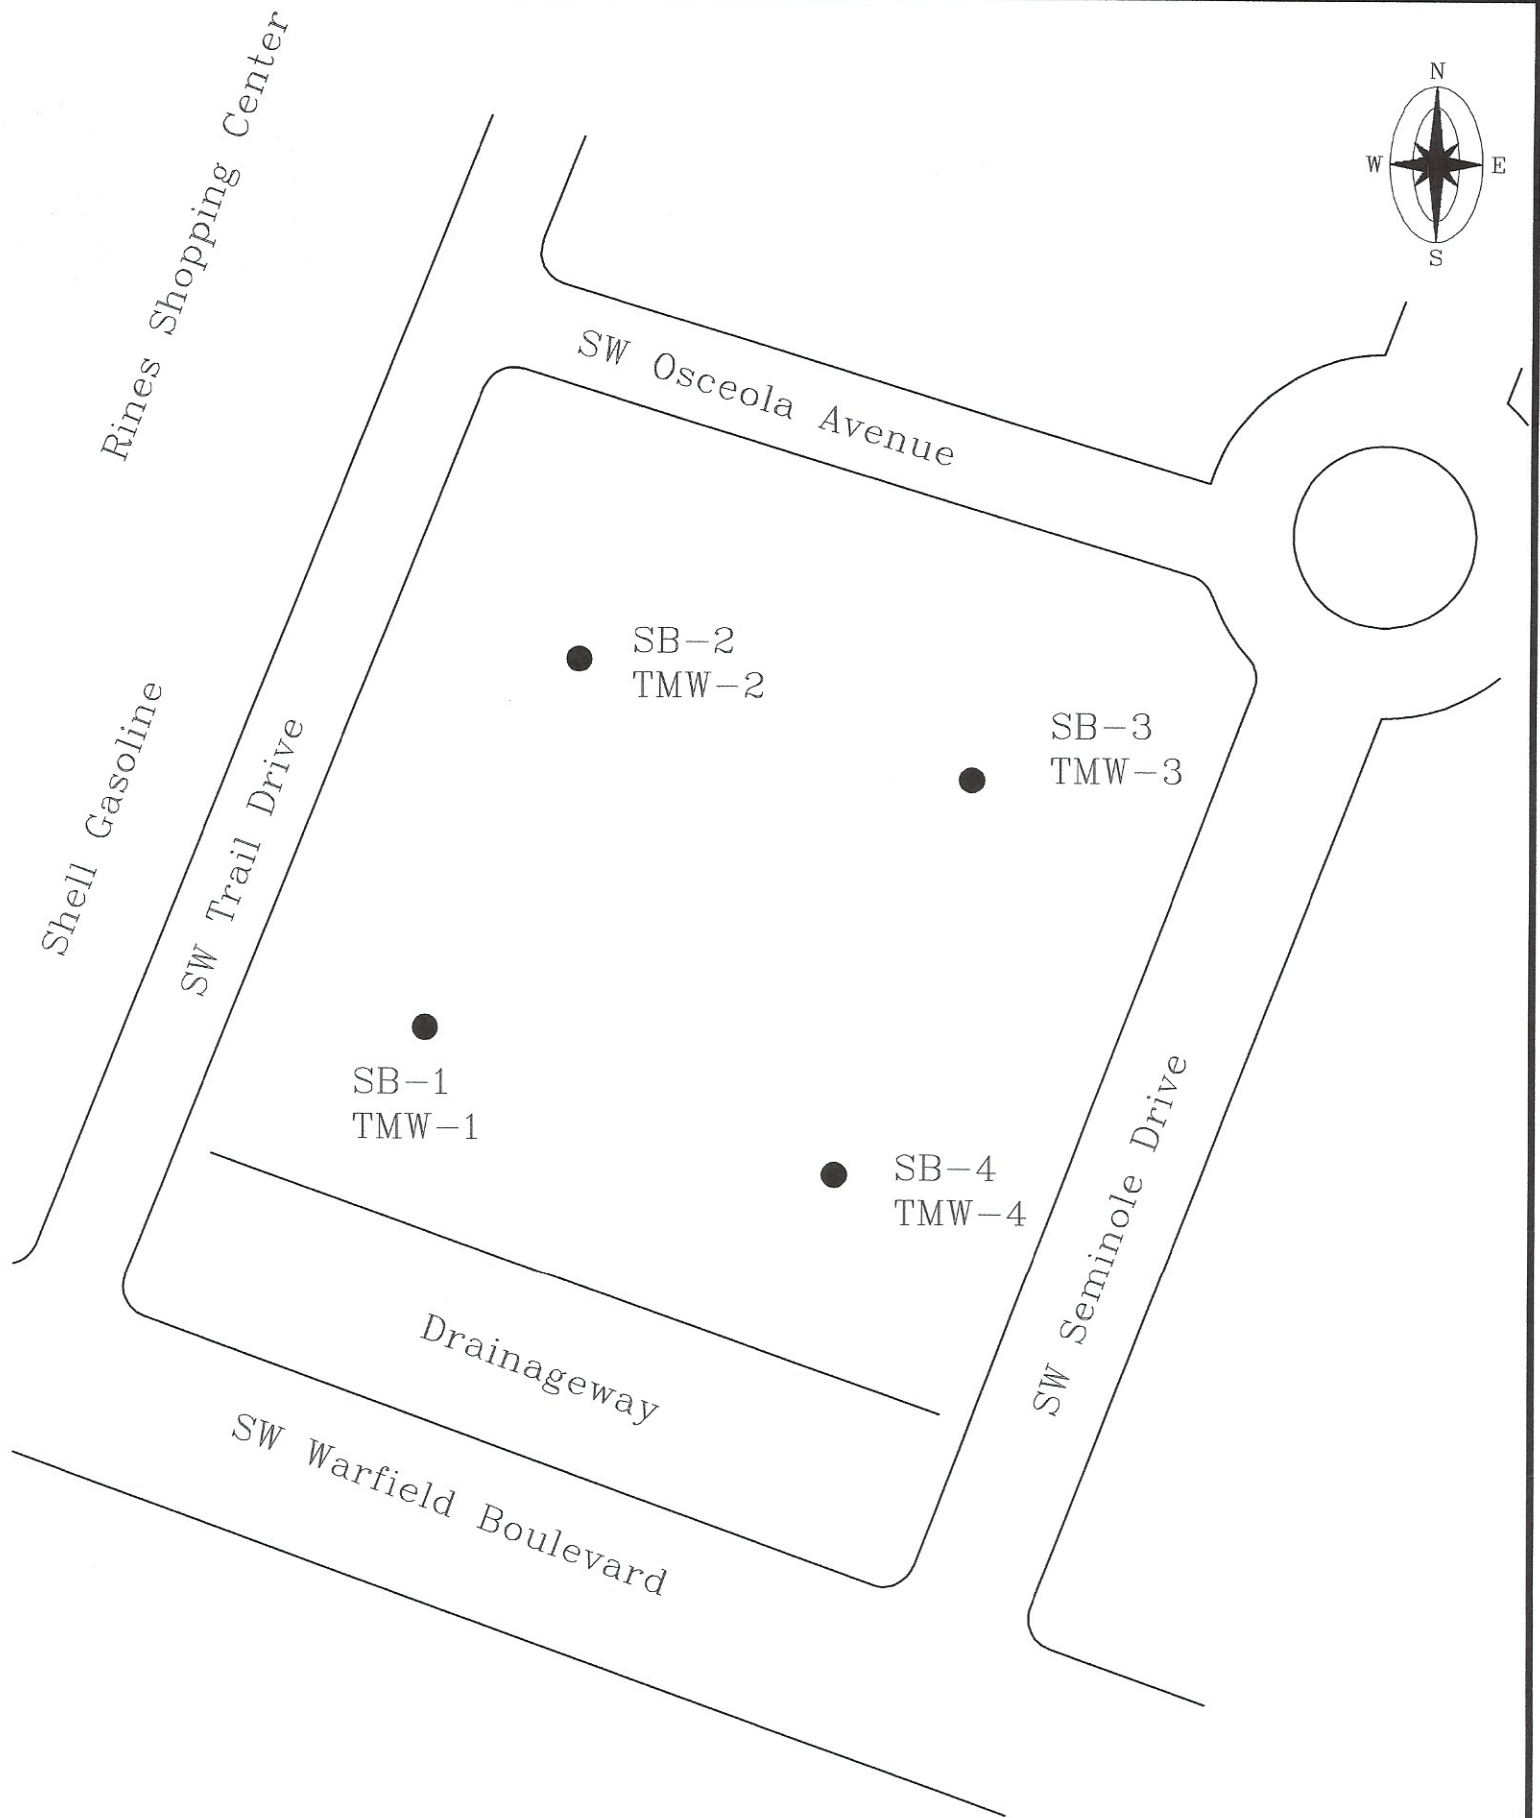 Rines Shopping Center
N
W
E
S
SW Osceola Avenue
SB-2
TMW-2
SB-3
TMW-3
Shell Gasoline
SW Trail Drive
SB-1
TMW-1
SB-4
TMW-4
SW Seminole Drive
Drainageway
SW Warfield Boulevard